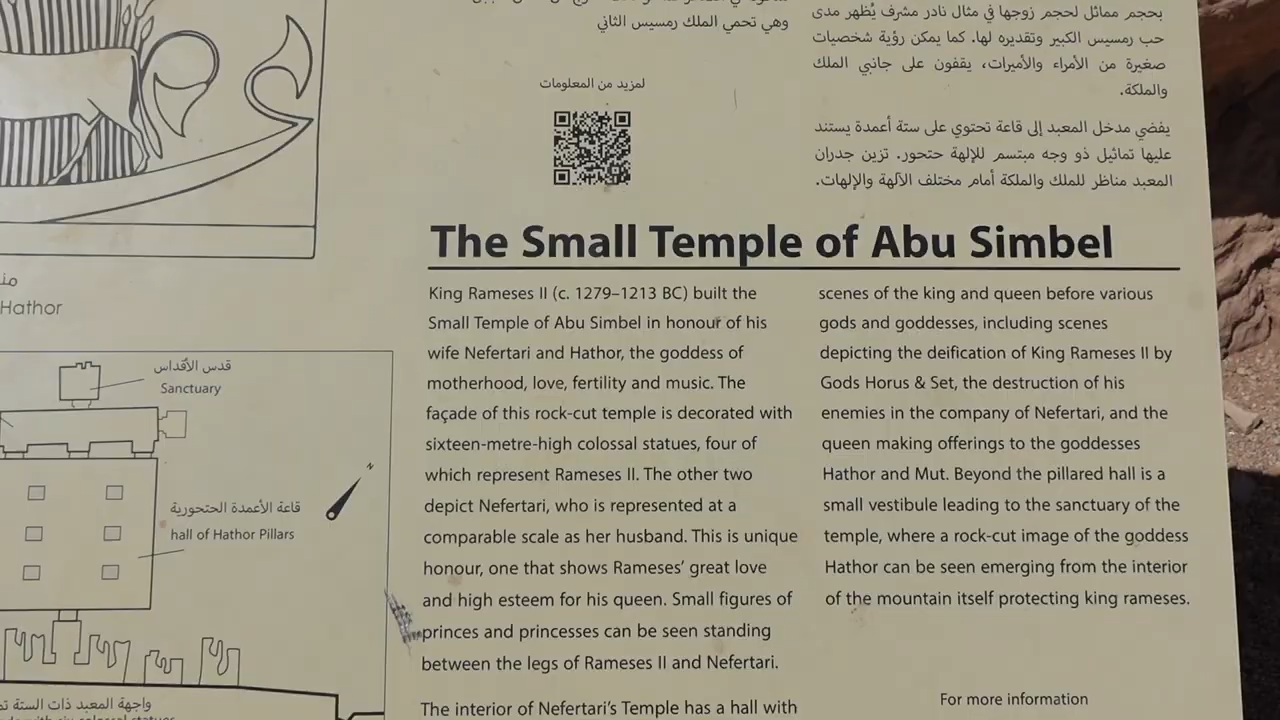 وهي تحمي الملك رمسيس الثاني
لمزيد من المعلومات
بحجم مماثل لحجم زوجها في مثال نادر مشرف يُظهر مدى
حب رمسيس الكبير وتقديره لها. كما يمكن رؤية شخصيات
صغيرة من الأمراء والأميرات، يقفون على جانبي الملك
والملكة.
يفضي مدخل المعبد إلى قاعة تحتوي على ستة أعمدة يستند
عليها تماثيل ذو وجه مبتسم للإلهة حتحور. تزين جدران
المعبد مناظر للملك والملكة أمام مختلف الآلهة والإلهات.
Hathor
قدس الأقداس
Sanctuary
N
قاعة الأعمدة الحتحورية
hall of Hathor Pillars
واجهة المعبد ذات الستة
with six colossal statues
The Small Temple of Abu Simbel
King Rameses II (c. 1279–1213 BC) built the
Small Temple of Abu Simbel in honour of his
wife Nefertari and Hathor, the goddess of
motherhood, love, fertility and music. The
façade of this rock-cut temple is decorated with
sixteen-metre-high colossal statues, four of
which represent Rameses II. The other two
depict Nefertari, who is represented at a
comparable scale as her husband. This is unique
honour, one that shows Rameses’ great love
and high esteem for his queen. Small figures of
princes and princesses can be seen standing
between the legs of Rameses II and Nefertari.
The interior of Nefertari’s Temple has a hall with
scenes of the king and queen before various
gods and goddesses, including scenes
depicting the deification of King Rameses II by
Gods Horus & Set, the destruction of his
enemies in the company of Nefertari, and the
queen making offerings to the goddesses
Hathor and Mut. Beyond the pillared hall is a
small vestibule leading to the sanctuary of the
temple, where a rock-cut image of the goddess
Hathor can be seen emerging from the interior
of the mountain itself protecting king rameses.
For more information